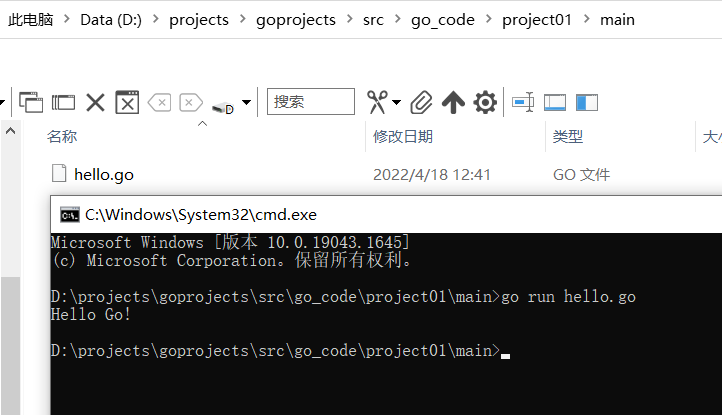 此电脑 > Data (D:) > projects > goprojects > src > go_code > project01 > main
D
搜索
名称 修改日期 类型 大
hello.go 2022/4/18 12:41 GO 文件
C:\Windows\System32\cmd.exe
Microsoft Windows [版本 10.0.19043.1645]
(c) Microsoft Corporation。保留所有权利。
D:\projects\goprojects\src\go_code\project01\main>go run hello.go
Hello Go!
D:\projects\goprojects\src\go_code\project01\main>